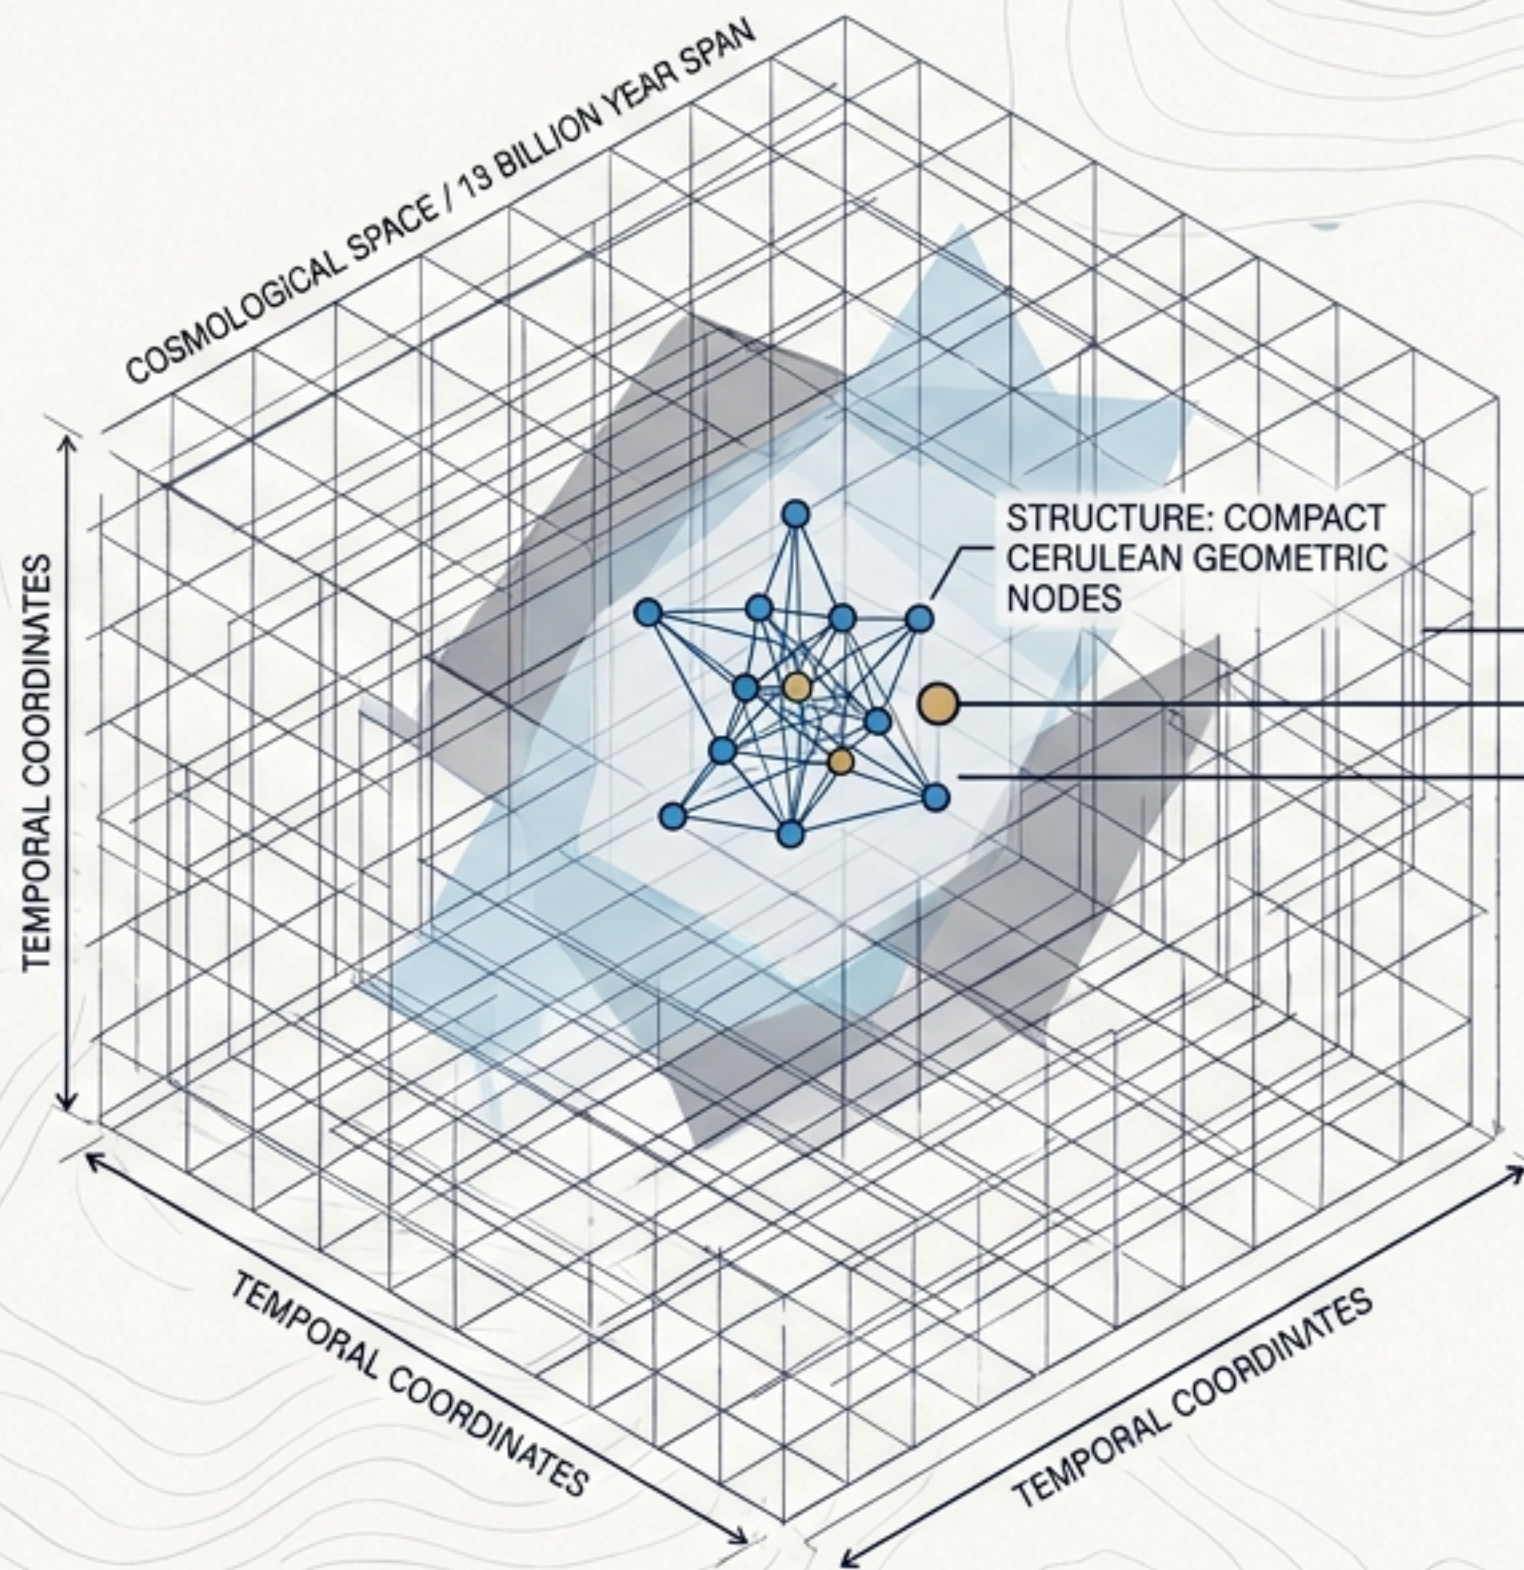 COSMOLOGICAL SPACE / 13 BILLION YEAR SPAN
STRUCTURE: COMPACT
CERULEAN GEOMETRIC
NODES
TEMPORAL COORDINATES
TEMPORAL COORDINATES
TEMPORAL COORDINATES